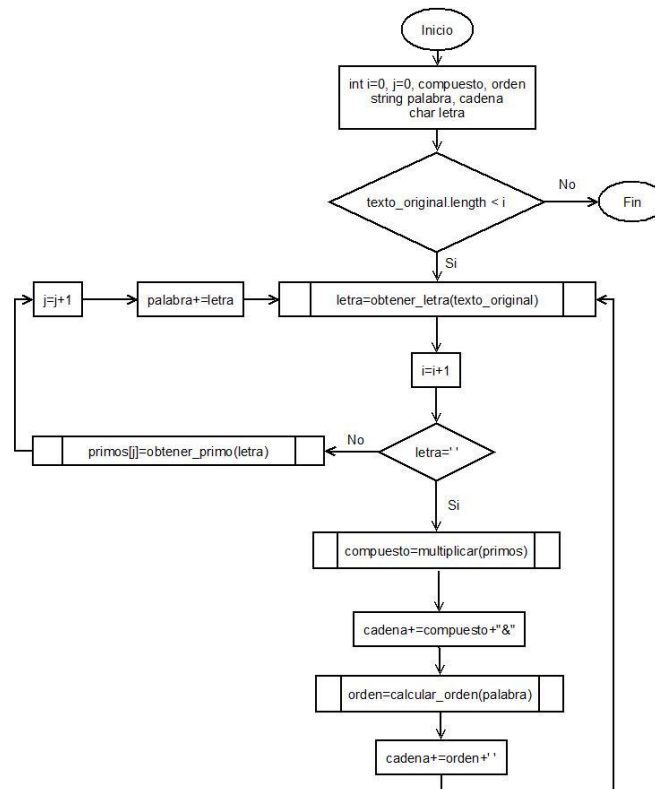 Inicio
int i=0, j=0, compuesto, orden
string palabra, cadena
char letra
texto_original.length < i
No
Fin
Si
j=j+1
palabra+=letra
letra=obtener_letra(texto_original)
i=i+1
primos[j]=obtener_primo(letra)
No
letra=' '
Si
compuesto=multiplicar(primos)
cadena+=compuesto+"&"
orden=calcular_orden(palabra)
cadena+=orden+' '